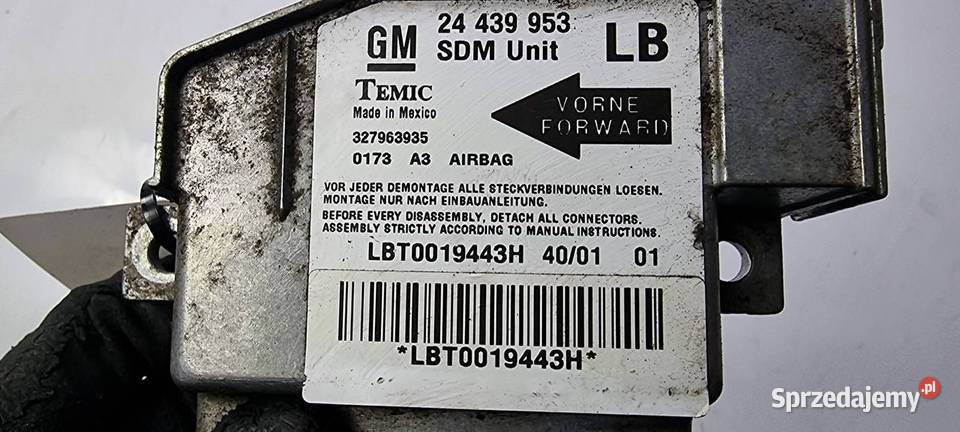 GM 24 439 953 LB
SDM Unit
TEMIC
Made in Mexico
VORNE
FORWARD
327963935
0173 A3 AIRBAG
VOR JEDER DEMONTAGE ALLE STECKVERBINDUNGEN LOESEN.
MONTAGE NUR NACH EINBAUANLEITUNG.
BEFORE EVERY DISASSEMBLY, DETACH ALL CONNECTORS.
ASSEMBLY STRICTLY ACCORDING TO MANUAL INSTRUCTIONS.
LBT0019443H 40/01 01
*LBT0019443H*
Sprzedajemy.pl